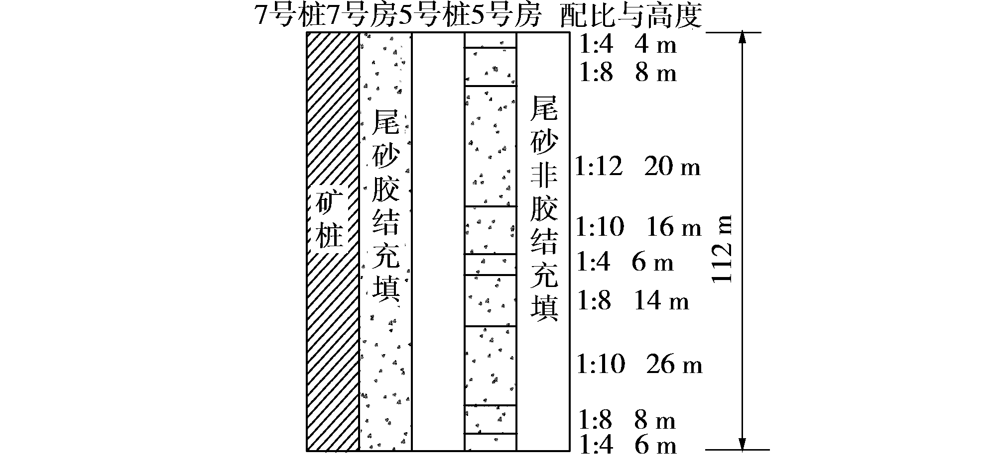 7号桩7号房5号桩5号房 配比与高度
矿桩
尾砂胶结充填
尾砂非胶结充填
1:4 4 m
1:8 8 m
1:12 20 m
1:10 16 m
1:4 6 m
1:8 14 m
1:10 26 m
1:8 8 m
1:4 6 m
112 m